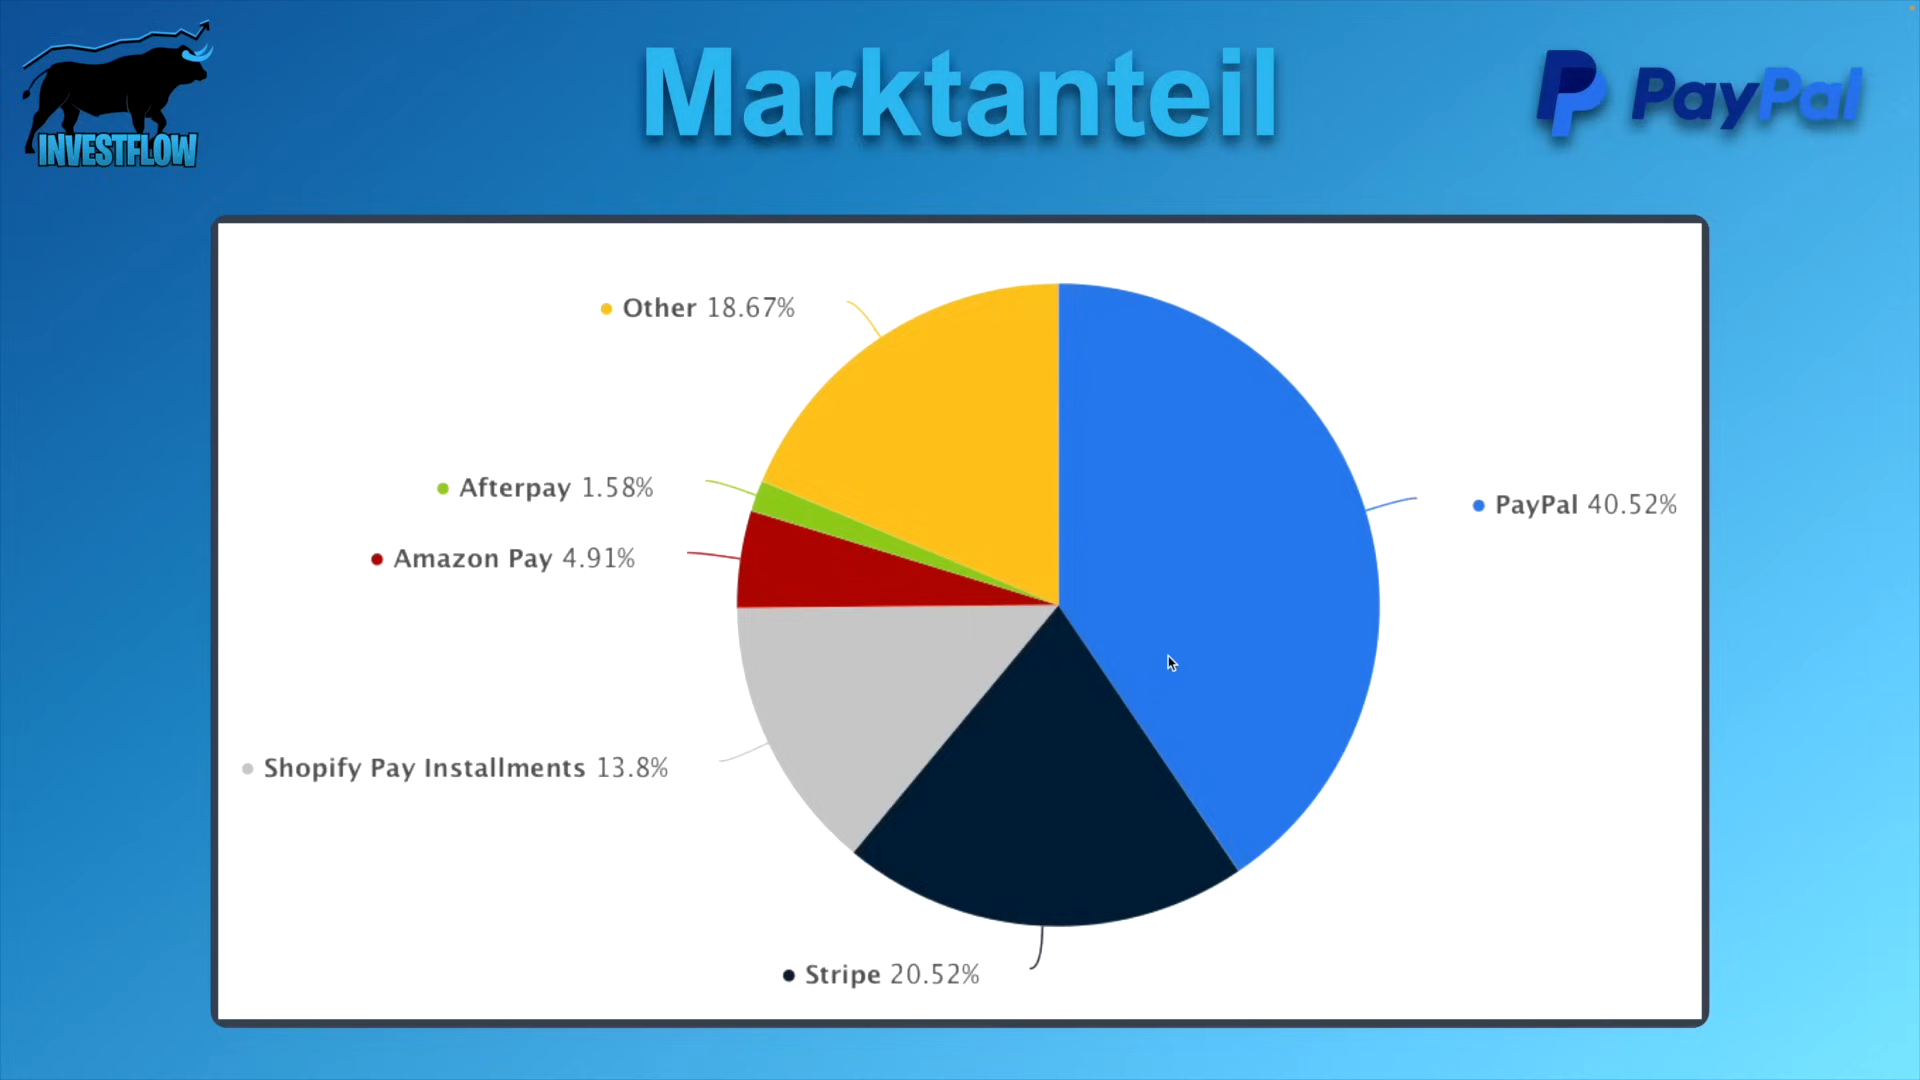 INVESTFLOW
Marktanteil
PayPal
Other 18.67%
Afterpay 1.58%
PayPal 40.52%
Amazon Pay 4.91%
Shopify Pay Installments 13.8%
Stripe 20.52%